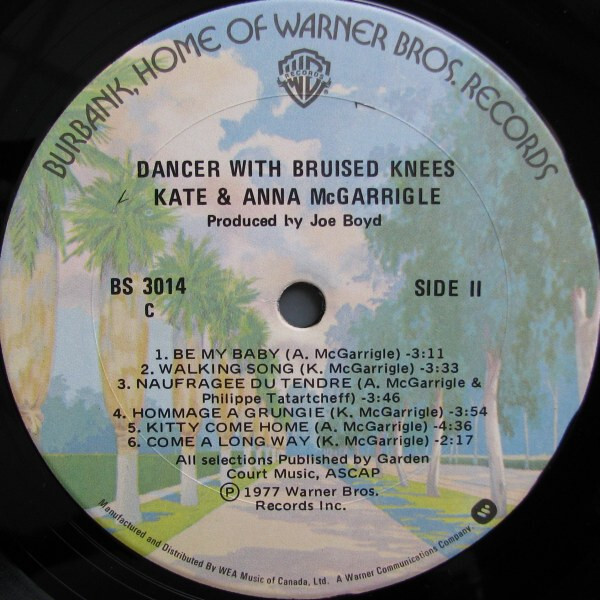 BURBANK, HOME OF WARNER BROS. RECORDS
RECORDS
DANCER WITH BRUISED KNEES
KATE & ANNA McGARRIGLE
Produced by Joe Boyd
BS 3014
C
SIDE II
1. BE MY BABY (A. McGarrigle) -3:11
2. WALKING SONG (K. McGarrigle) -3:33
3. NAUFRAGEE DU TENDRE (A. McGarrigle &
Philippe Tatartcheff) -3:46
4. HOMMAGE A GRUNGIE (K. McGarrigle) -3:54
5. KITTY COME HOME (A. McGarrigle) -4:36
6. COME A LONG WAY (K. McGarrigle) -2:17
All selections Published by Garden
Court Music, ASCAP
Ⓟ 1977 Warner Bros.
Records Inc.
Manufactured and Distributed By WEA Music of Canada, Ltd. A Warner Communications Company.